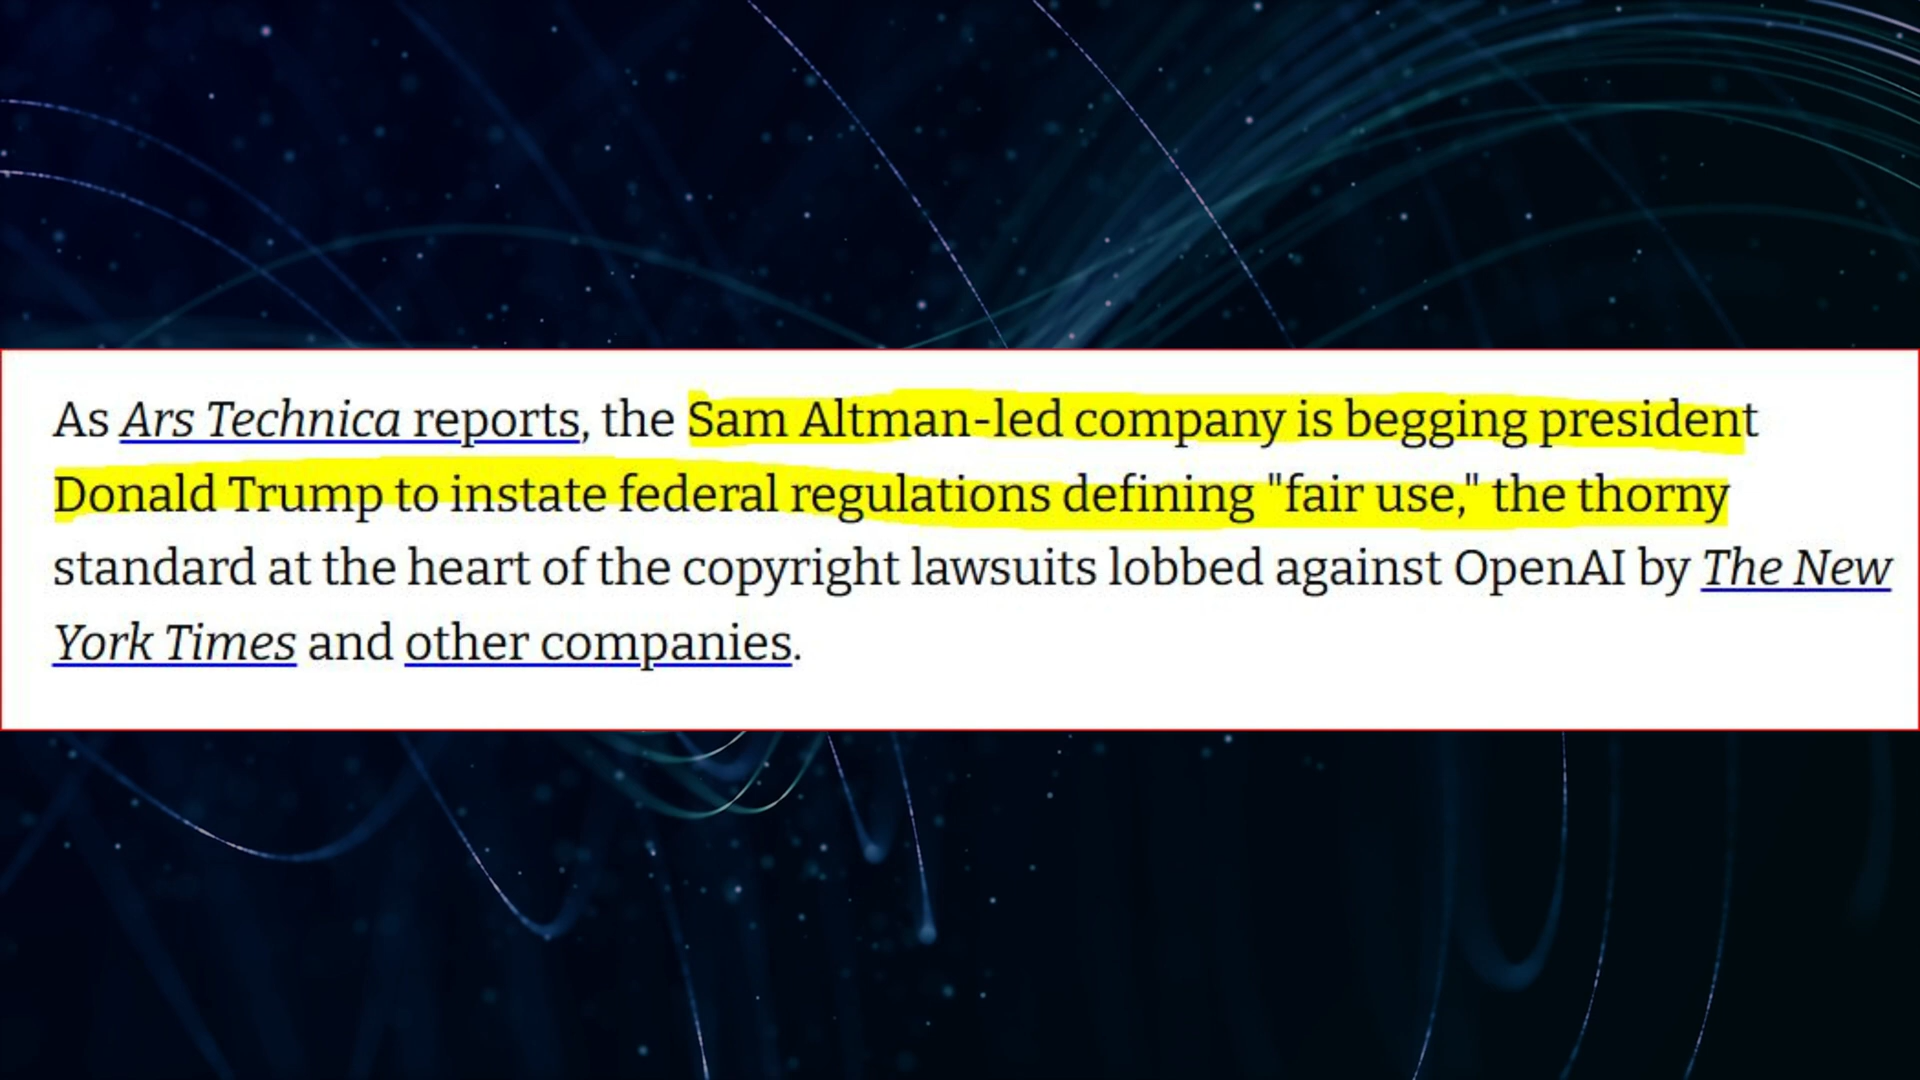 As Ars Technica reports, the Sam Altman-led company is begging president
Donald Trump to instate federal regulations defining "fair use," the thorny
standard at the heart of the copyright lawsuits lobbed against OpenAI by The New
York Times and other companies.